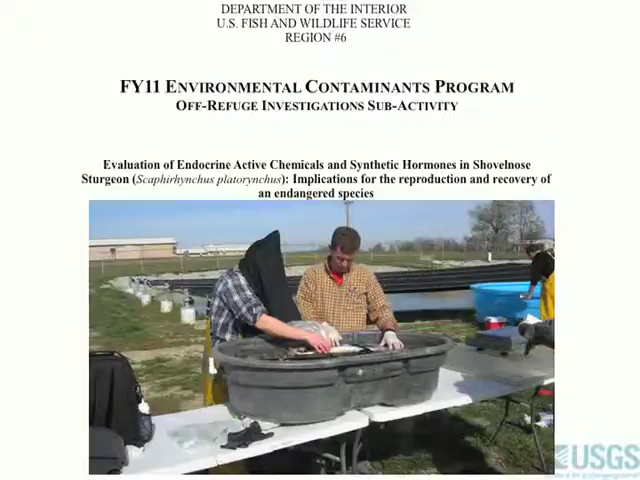 DEPARTMENT OF THE INTERIOR
U.S. FISH AND WILDLIFE SERVICE
REGION #6
FY11 ENVIRONMENTAL CONTAMINANTS PROGRAM
OFF-REFUGE INVESTIGATIONS SUB-ACTIVITY
Evaluation of Endocrine Active Chemicals and Synthetic Hormones in Shovelnose
Sturgeon (Scaphirhynchus platorynchus): Implications for the reproduction and recovery of
an endangered species
USGS